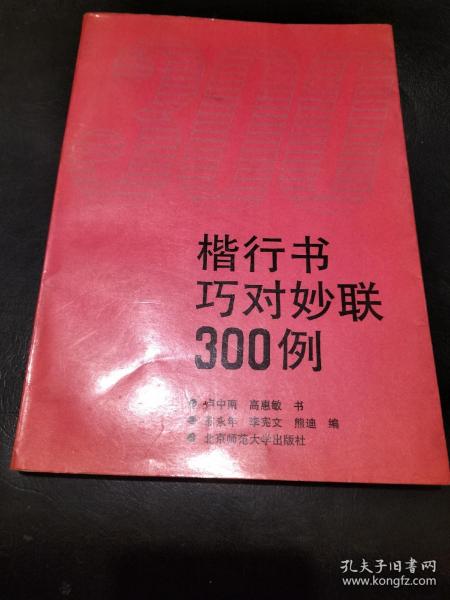 300
楷行书
巧对妙联
300例
卢中南 高惠敏 书
永年 李宪文 熊迪 编
北京师范大学出版社
孔夫子旧书网
www.kongfz.com